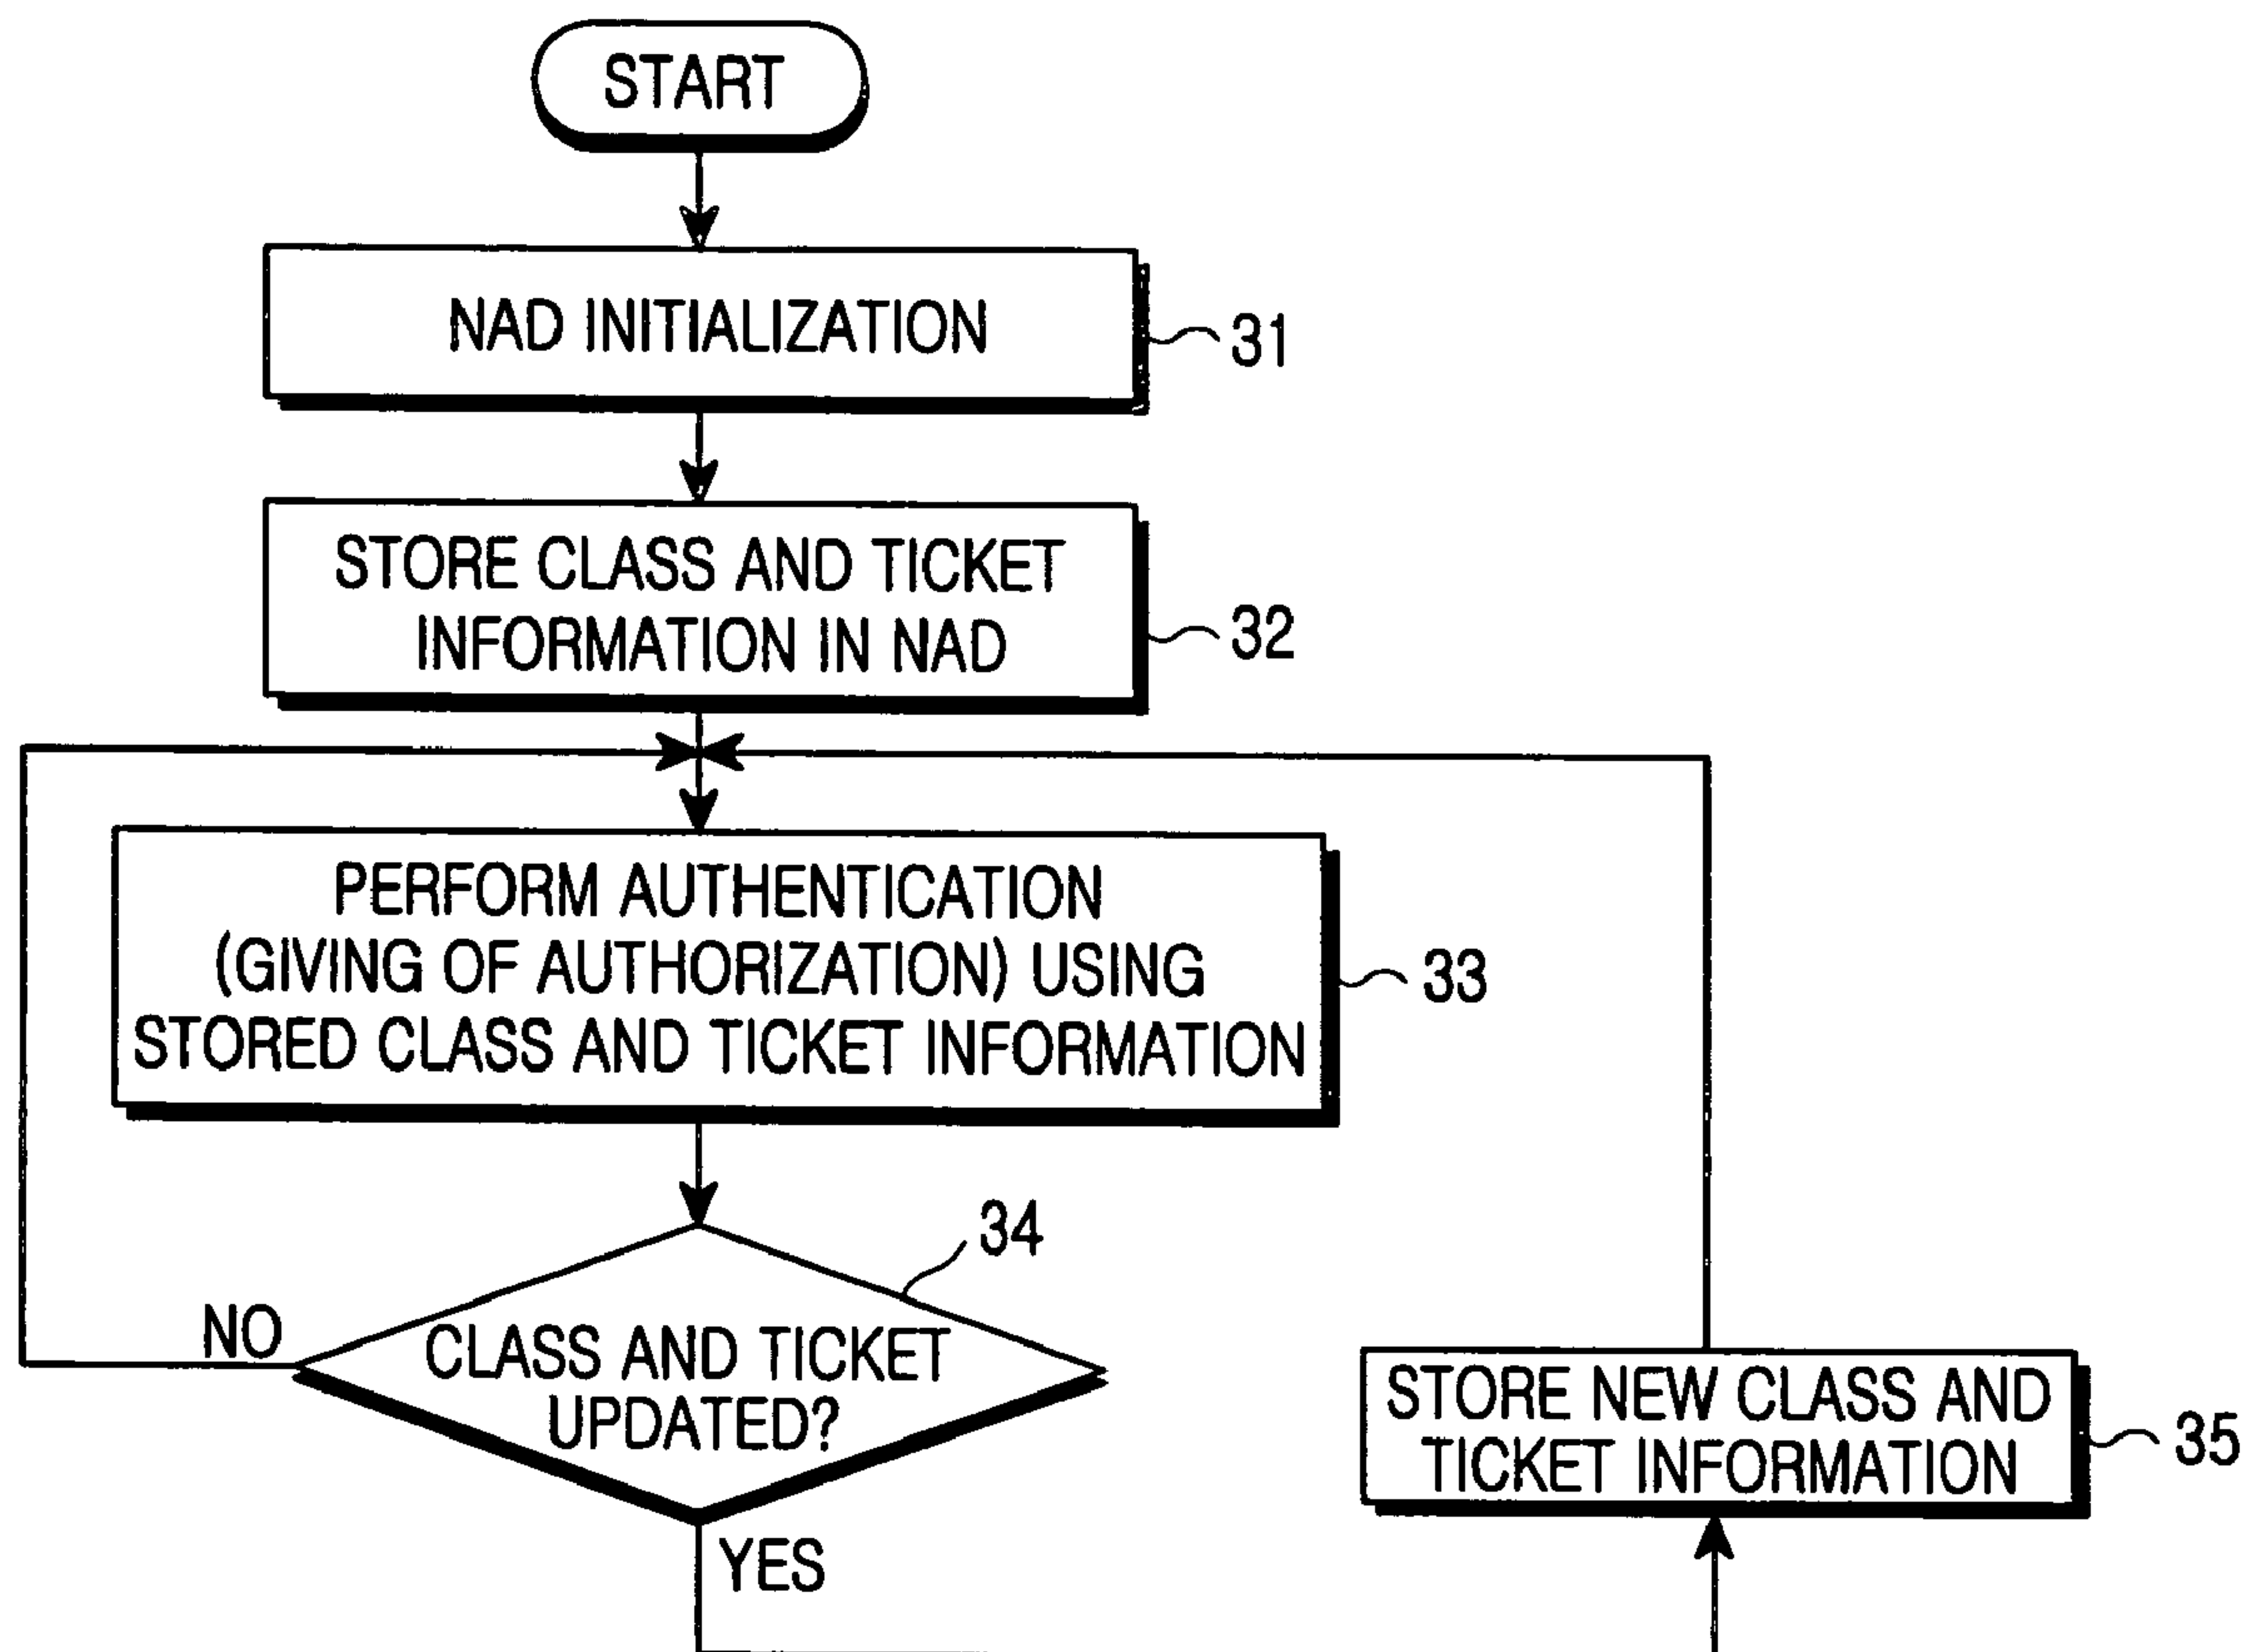 START
NAD INITIALIZATION
31
STORE CLASS AND TICKET
INFORMATION IN NAD
32
PERFORM AUTHENTICATION
(GIVING OF AUTHORIZATION) USING
STORED CLASS AND TICKET INFORMATION
33
34
NO
CLASS AND TICKET
UPDATED?
YES
STORE NEW CLASS AND
TICKET INFORMATION
35